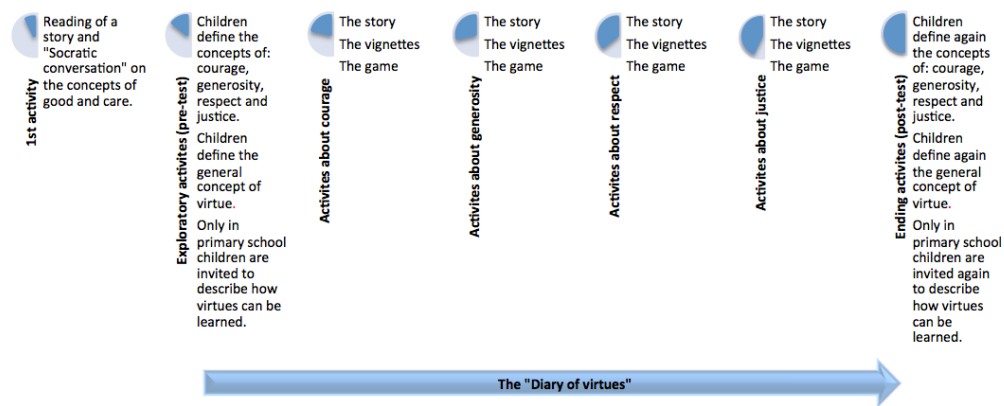 1st activity
Reading of a
story and
"Socratic
conversation" on
the concepts of
good and care.
Exploratory activites (pre-test)
Children
define the
concepts of:
courage,
generosity,
respect and
justice.
Children
define the
general
concept of
virtue.
Only in
primary school
children are
invited to
describe how
virtues can be
learned.
Activites about courage
The story
The vignettes
The game
Activites about generosity
The story
The vignettes
The game
Activites about respect
The story
The vignettes
The game
Activites about justice
The story
The vignettes
The game
Ending activites (post-test)
Children
define again
the concepts
of: courage,
generosity,
respect and
justice.
Children
define again
the general
concept of
virtue.
Only in
primary school
children are
invited again
to describe
how virtues
can be
learned.
The "Diary of virtues"